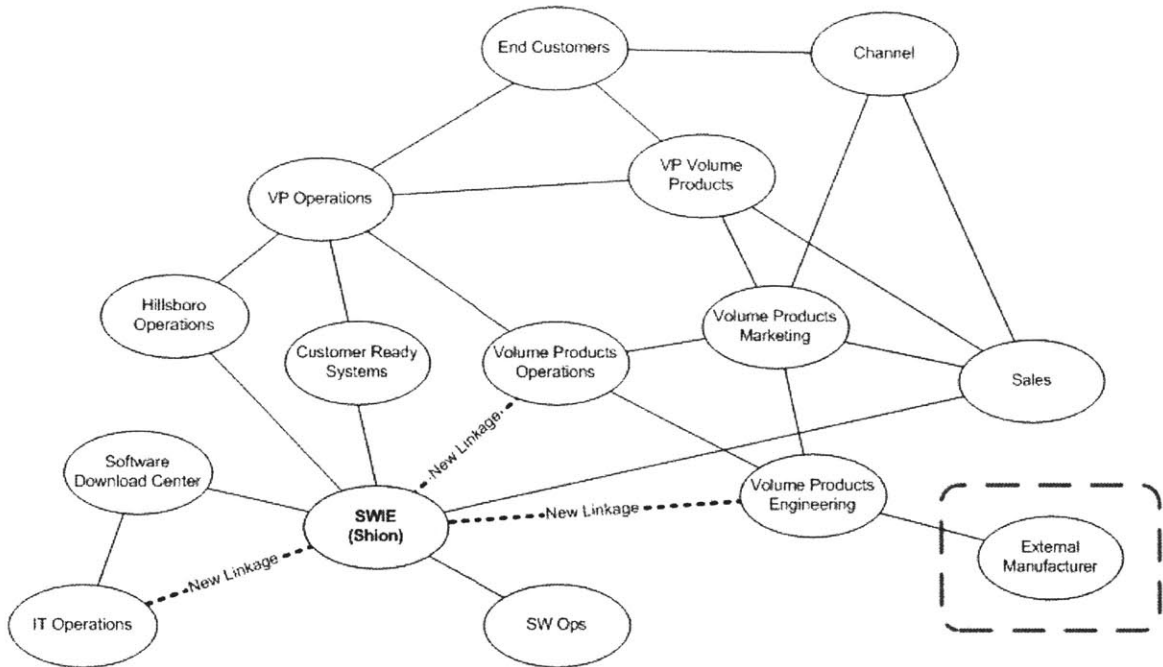 End Customers
Channel
VP Volume
Products
VP Operations
Hillsboro
Operations
Volume Products
Marketing
Customer Ready
Systems
Volume Products
Operations
Sales
New Linkage
Software
Download Center
Volume Products
Engineering
SWIE
(Shion)
New Linkage
External
Manufacturer
New Linkage
IT Operations
SW Ops